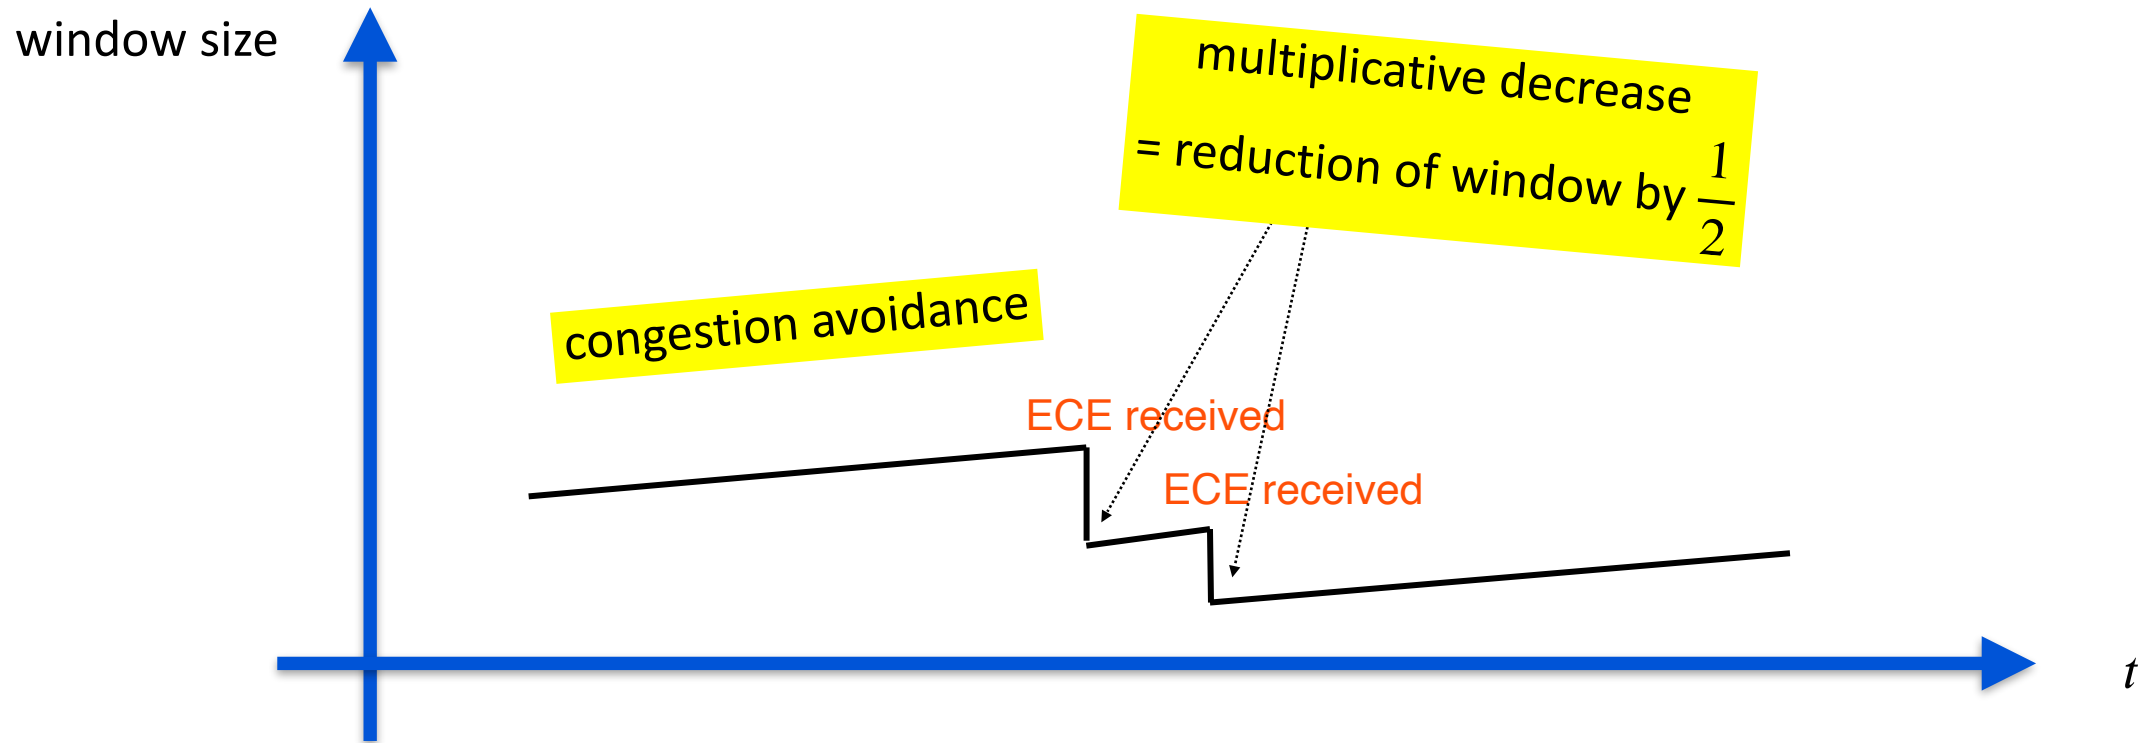 window size
multiplicative decrease
= reduction of window by 1/2
congestion avoidance
ECE received
ECE received
t